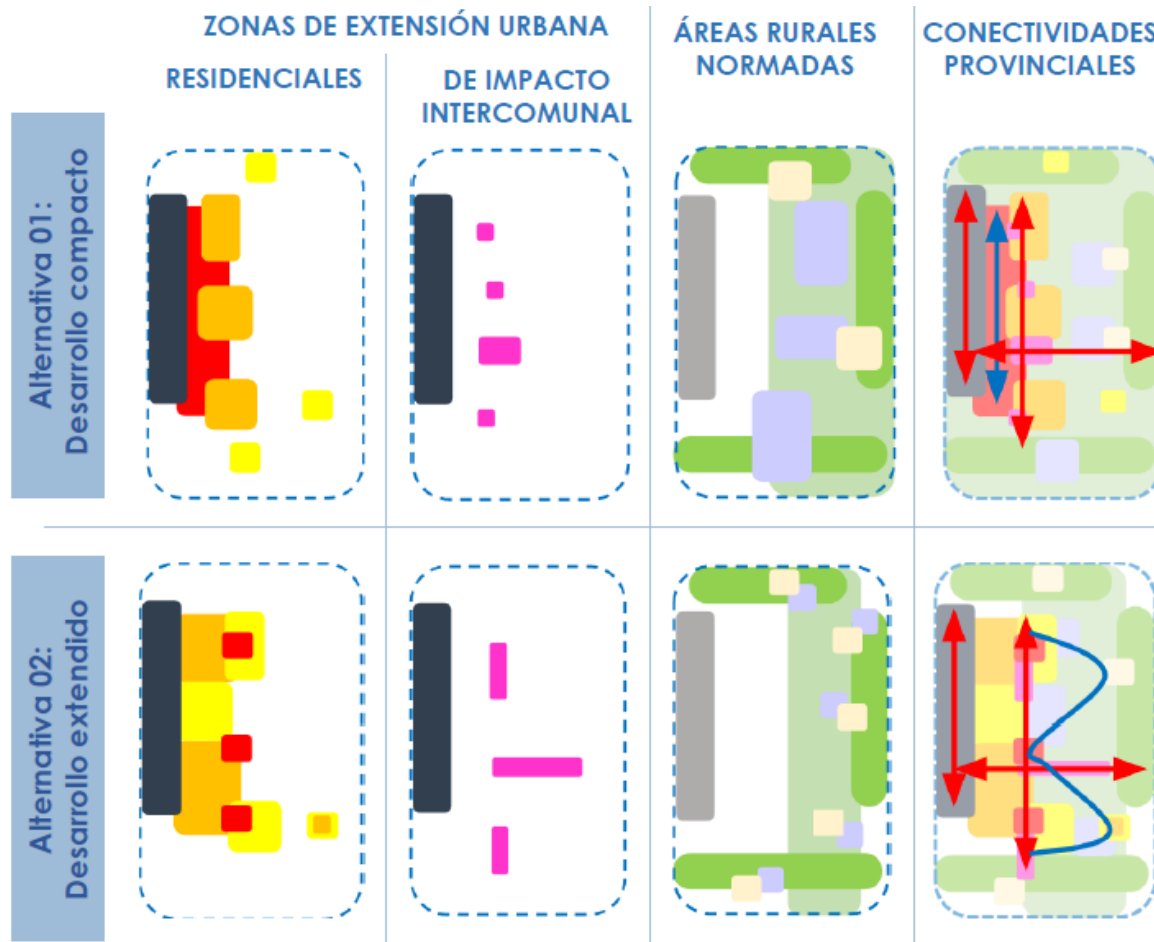 ZONAS DE EXTENSIÓN URBANA
RESIDENCIALES
DE IMPACTO
INTERCOMUNAL
ÁREAS RURALES
NORMADAS
CONECTIVIDADES
PROVINCIALES
Alternativa 01:
Desarrollo compacto
Alternativa 02:
Desarrollo extendido